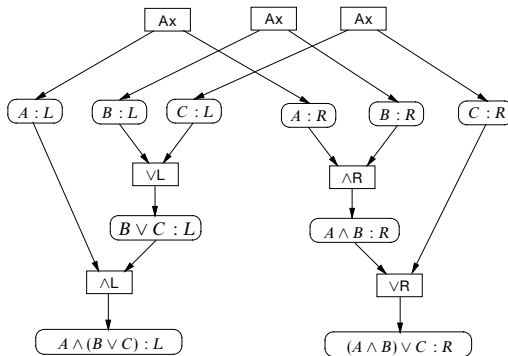 Ax Ax Ax
A : L B : L C : L A : R B : R C : R
∨L ∧R
B ∨ C : L A ∧ B : R
∧L ∨R
A ∧ (B ∨ C) : L (A ∧ B) ∨ C : R